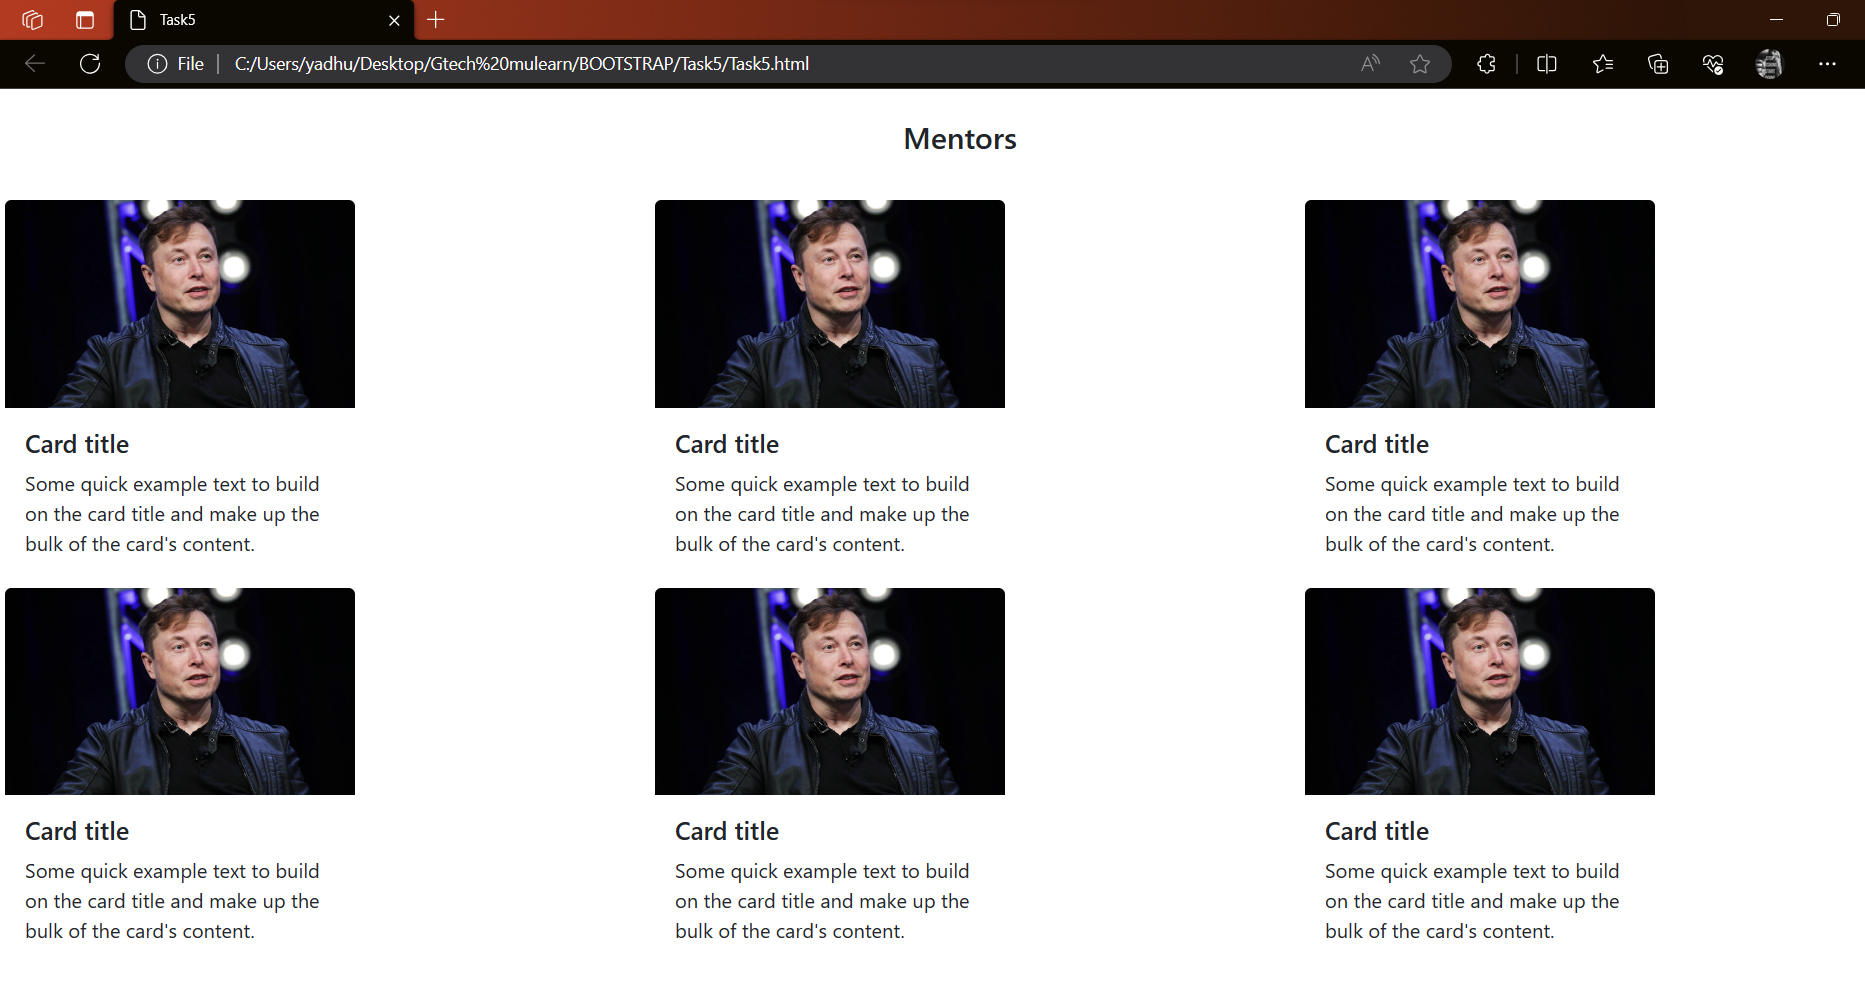 Task5
File
C:/Users/yadhu/Desktop/Gtech%20mulearn/BOOTSTRAP/Task5/Task5.html
Mentors
Card title
Some quick example text to build
on the card title and make up the
bulk of the card's content.
Card title
Some quick example text to build
on the card title and make up the
bulk of the card's content.
Card title
Some quick example text to build
on the card title and make up the
bulk of the card's content.
Card title
Some quick example text to build
on the card title and make up the
bulk of the card's content.
Card title
Some quick example text to build
on the card title and make up the
bulk of the card's content.
Card title
Some quick example text to build
on the card title and make up the
bulk of the card's content.